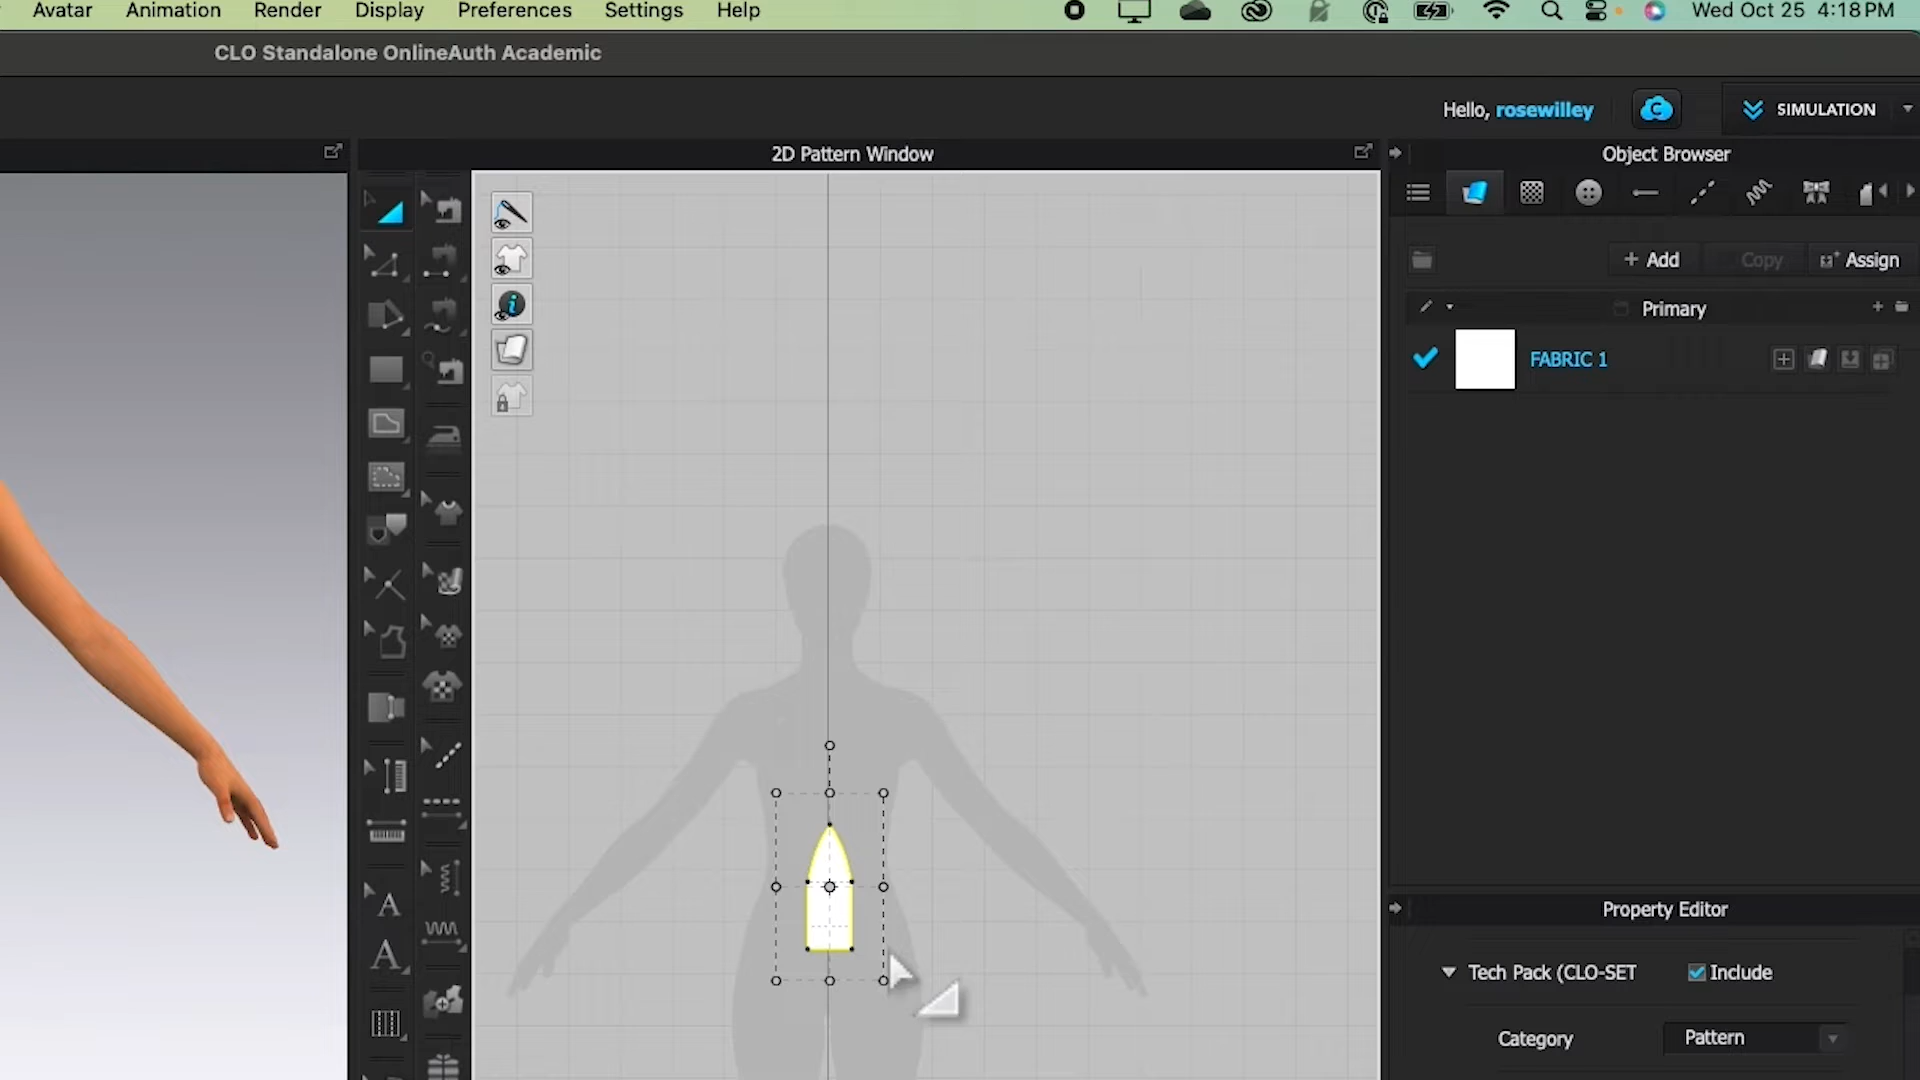 Avatar Animation Render Display Preferences Settings Help Wed Oct 25 4:18 PM
CLO Standalone OnlineAuth Academic
Hello, rosewilley
SIMULATION
2D Pattern Window
Object Browser
+ Add Copy Assign
Primary
FABRIC 1
Property Editor
Tech Pack (CLO-SET Include
Category Pattern